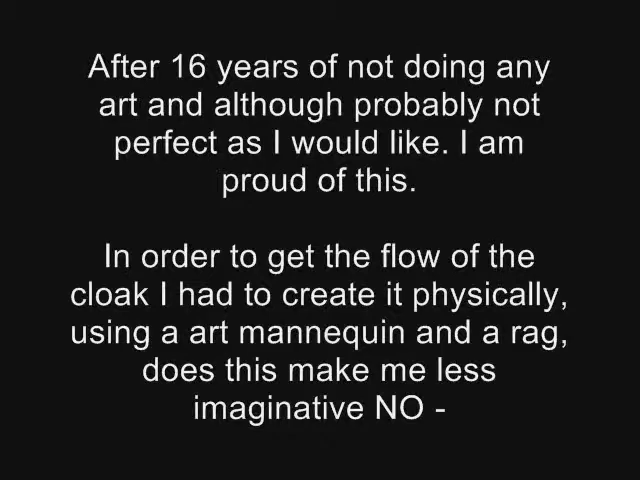 After 16 years of not doing any
art and although probably not
perfect as I would like. I am
proud of this.
In order to get the flow of the
cloak I had to create it physically,
using a art mannequin and a rag,
does this make me less
imaginative NO -